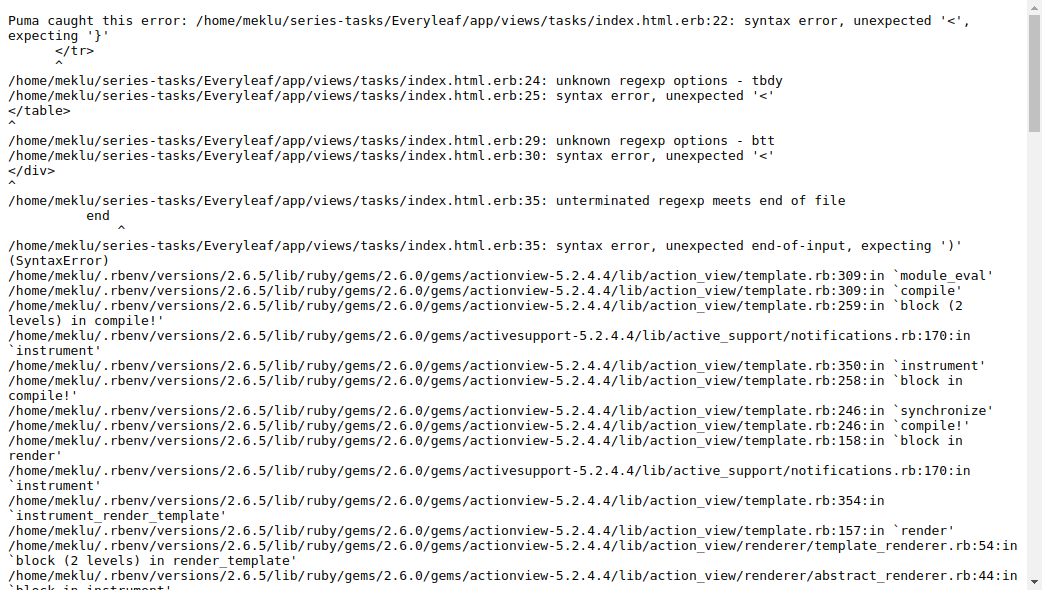 Puma caught this error: /home/meklu/series-tasks/Everyleaf/app/views/tasks/index.html.erb:22: syntax error, unexpected '<',
expecting '}'
      </tr>
      ^
/home/meklu/series-tasks/Everyleaf/app/views/tasks/index.html.erb:24: unknown regexp options - tbdy
/home/meklu/series-tasks/Everyleaf/app/views/tasks/index.html.erb:25: syntax error, unexpected '<'
</table>
^
/home/meklu/series-tasks/Everyleaf/app/views/tasks/index.html.erb:29: unknown regexp options - btt
/home/meklu/series-tasks/Everyleaf/app/views/tasks/index.html.erb:30: syntax error, unexpected '<'
</div>
^
/home/meklu/series-tasks/Everyleaf/app/views/tasks/index.html.erb:35: unterminated regexp meets end of file
          end
              ^
/home/meklu/series-tasks/Everyleaf/app/views/tasks/index.html.erb:35: syntax error, unexpected end-of-input, expecting ')'
(SyntaxError)
/home/meklu/.rbenv/versions/2.6.5/lib/ruby/gems/2.6.0/gems/actionview-5.2.4.4/lib/action_view/template.rb:309:in `module_eval'
/home/meklu/.rbenv/versions/2.6.5/lib/ruby/gems/2.6.0/gems/actionview-5.2.4.4/lib/action_view/template.rb:309:in `compile'
/home/meklu/.rbenv/versions/2.6.5/lib/ruby/gems/2.6.0/gems/actionview-5.2.4.4/lib/action_view/template.rb:259:in `block (2
levels) in compile!'
/home/meklu/.rbenv/versions/2.6.5/lib/ruby/gems/2.6.0/gems/activesupport-5.2.4.4/lib/active_support/notifications.rb:170:in
`instrument'
/home/meklu/.rbenv/versions/2.6.5/lib/ruby/gems/2.6.0/gems/actionview-5.2.4.4/lib/action_view/template.rb:350:in `instrument'
/home/meklu/.rbenv/versions/2.6.5/lib/ruby/gems/2.6.0/gems/actionview-5.2.4.4/lib/action_view/template.rb:258:in `block in
compile!'
/home/meklu/.rbenv/versions/2.6.5/lib/ruby/gems/2.6.0/gems/actionview-5.2.4.4/lib/action_view/template.rb:246:in `synchronize'
/home/meklu/.rbenv/versions/2.6.5/lib/ruby/gems/2.6.0/gems/actionview-5.2.4.4/lib/action_view/template.rb:246:in `compile!'
/home/meklu/.rbenv/versions/2.6.5/lib/ruby/gems/2.6.0/gems/actionview-5.2.4.4/lib/action_view/template.rb:158:in `block in
render'
/home/meklu/.rbenv/versions/2.6.5/lib/ruby/gems/2.6.0/gems/activesupport-5.2.4.4/lib/active_support/notifications.rb:170:in
`instrument'
/home/meklu/.rbenv/versions/2.6.5/lib/ruby/gems/2.6.0/gems/actionview-5.2.4.4/lib/action_view/template.rb:354:in
`instrument_render_template'
/home/meklu/.rbenv/versions/2.6.5/lib/ruby/gems/2.6.0/gems/actionview-5.2.4.4/lib/action_view/template.rb:157:in `render'
/home/meklu/.rbenv/versions/2.6.5/lib/ruby/gems/2.6.0/gems/actionview-5.2.4.4/lib/action_view/renderer/template_renderer.rb:54:in
`block (2 levels) in render_template'
/home/meklu/.rbenv/versions/2.6.5/lib/ruby/gems/2.6.0/gems/actionview-5.2.4.4/lib/action_view/renderer/abstract_renderer.rb:44:in
`block in instrument'